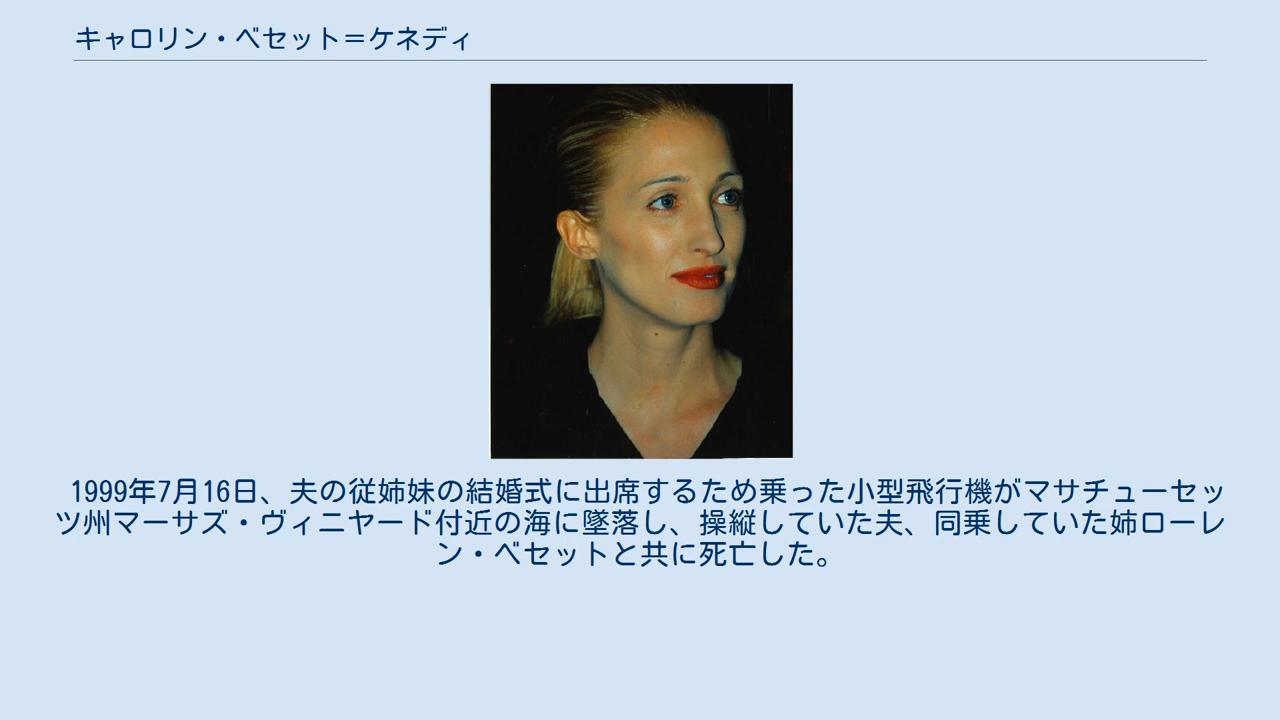 キャロリン・ベセット＝ケネディ
1999年7月16日、夫の従姉妹の結婚式に出席するため乗った小型飛行機がマサチューセッ
ツ州マーサズ・ヴィニヤード付近の海に墜落し、操縦していた夫、同乗していた姉ローレ
ン・ベセットと共に死亡した。